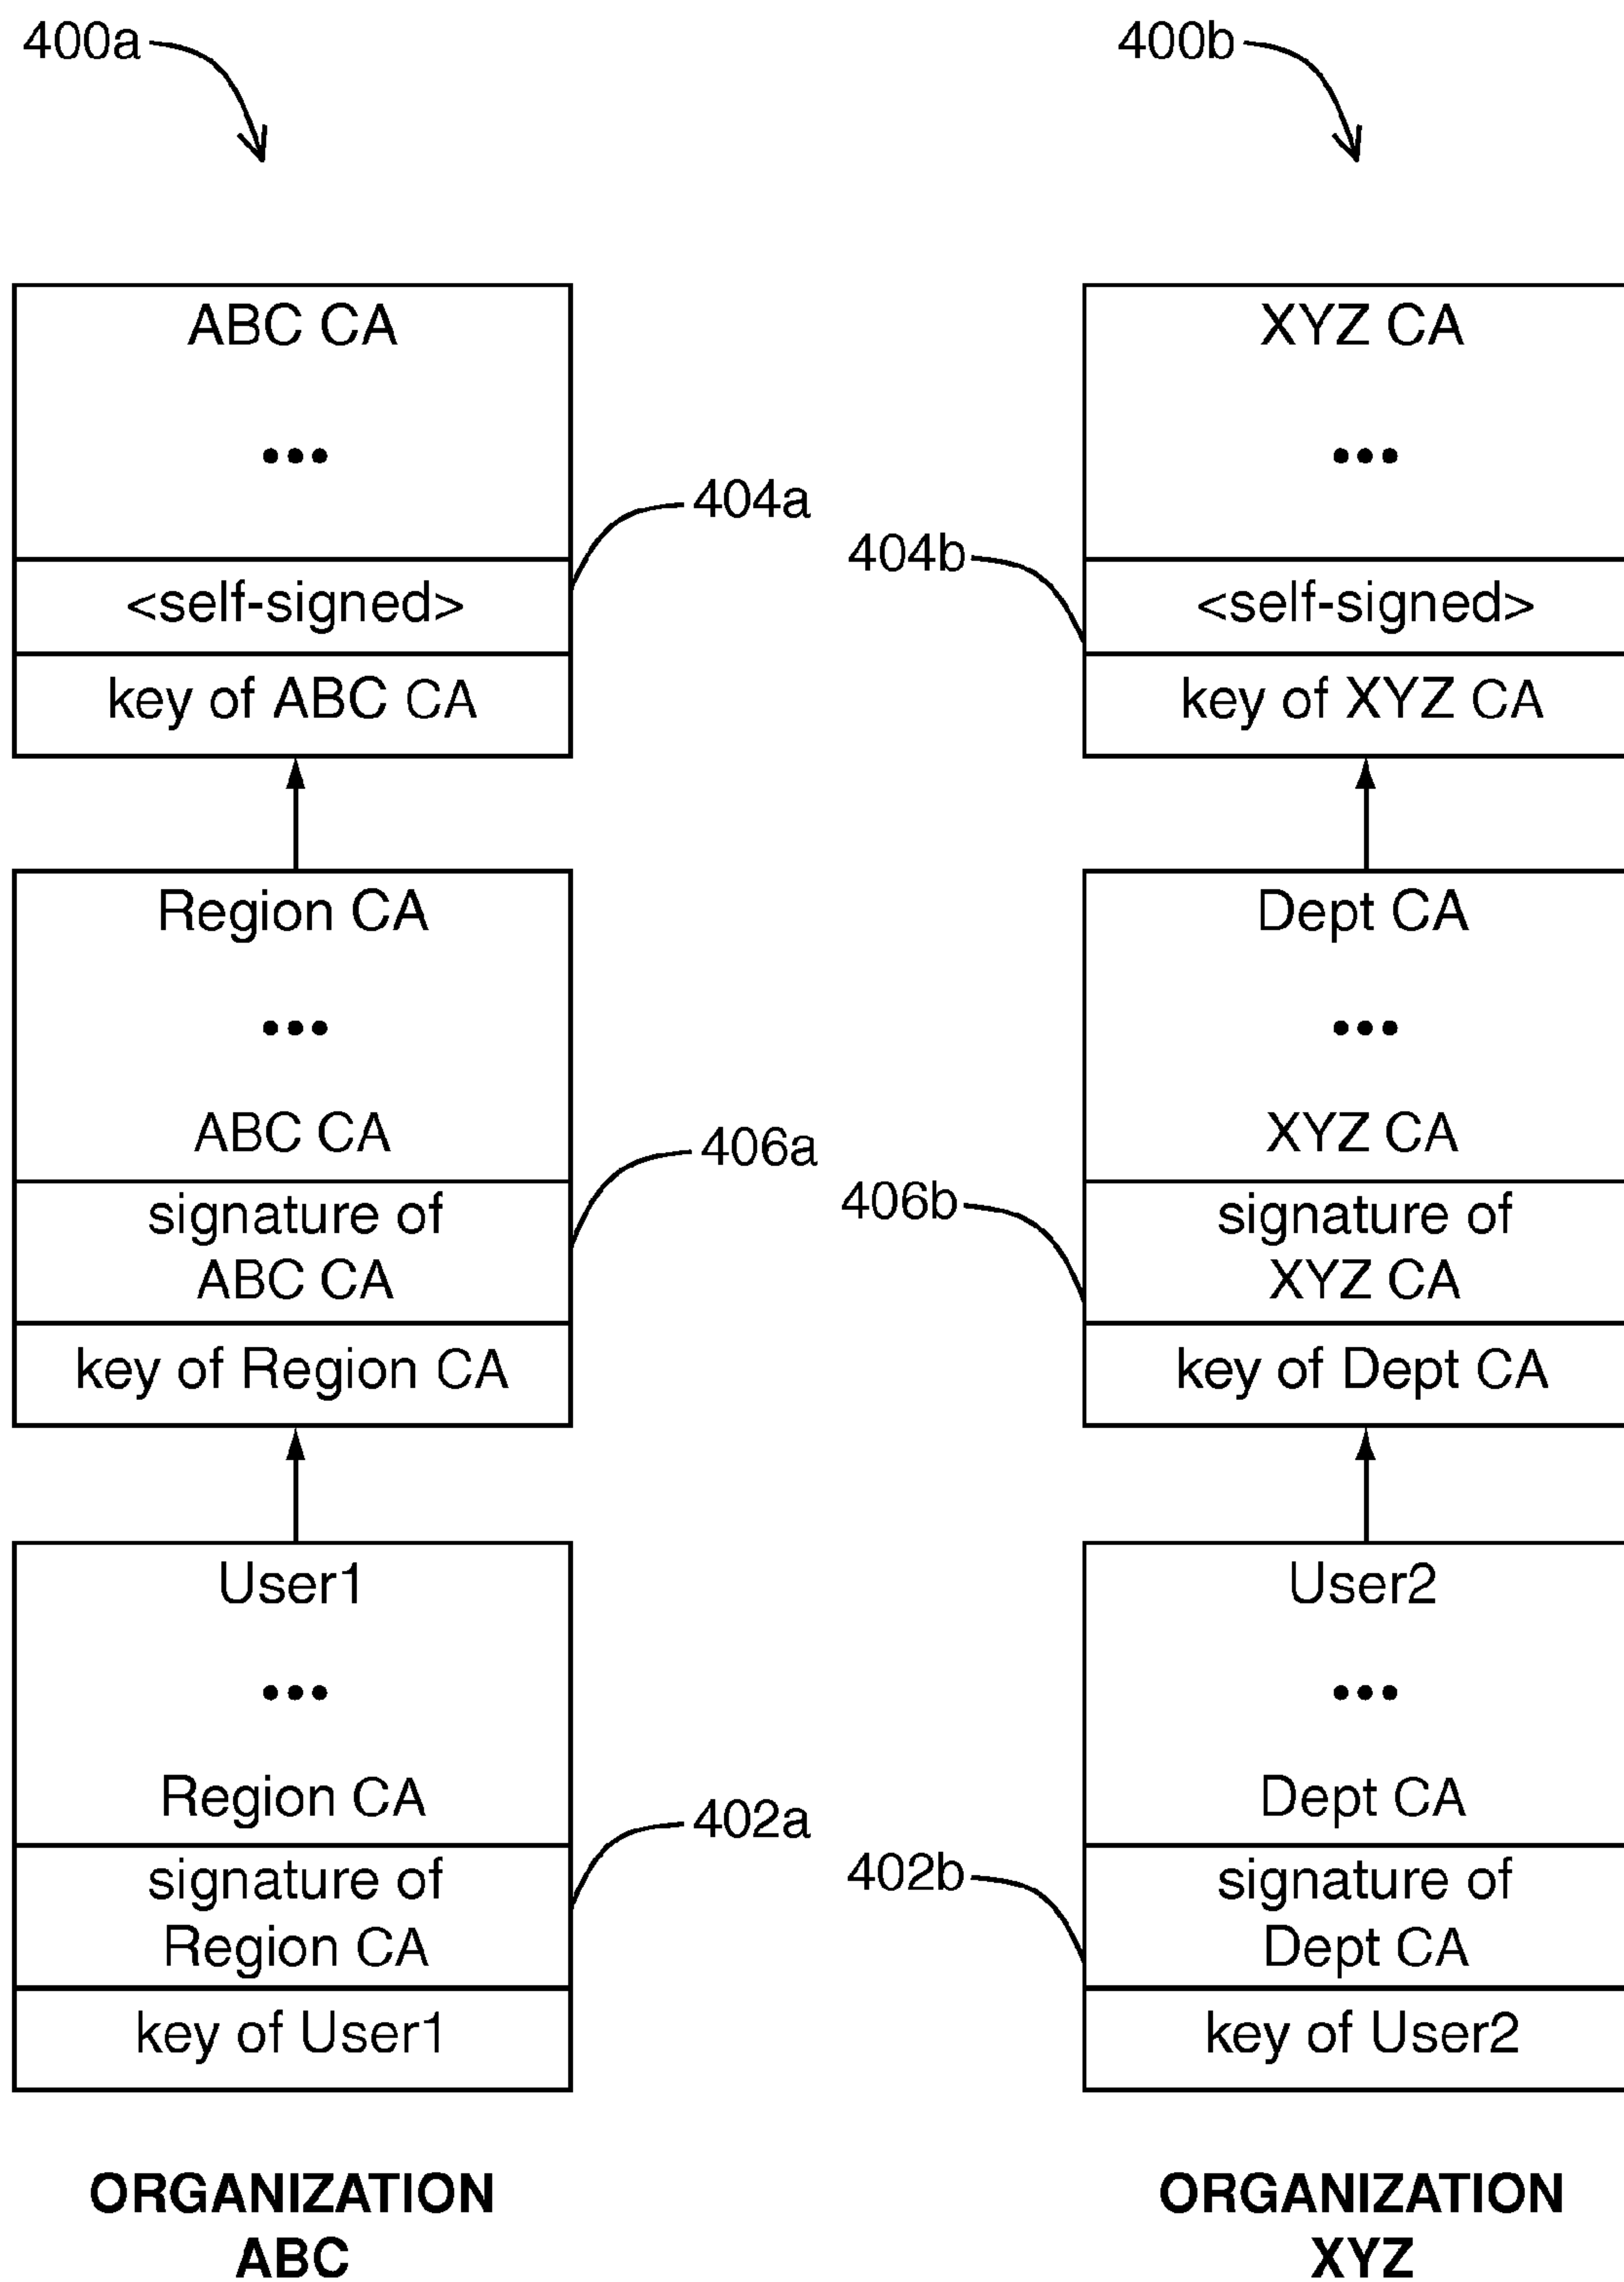 400a
400b
ABC CA
•••
<self-signed>
key of ABC CA
404a
Region CA
•••
ABC CA
signature of
ABC CA
key of Region CA
406a
User1
•••
Region CA
signature of
Region CA
key of User1
402a
ORGANIZATION
ABC
XYZ CA
•••
404b
<self-signed>
key of XYZ CA
Dept CA
•••
XYZ CA
406b
signature of
XYZ CA
key of Dept CA
User2
•••
Dept CA
402b
signature of
Dept CA
key of User2
ORGANIZATION
XYZ